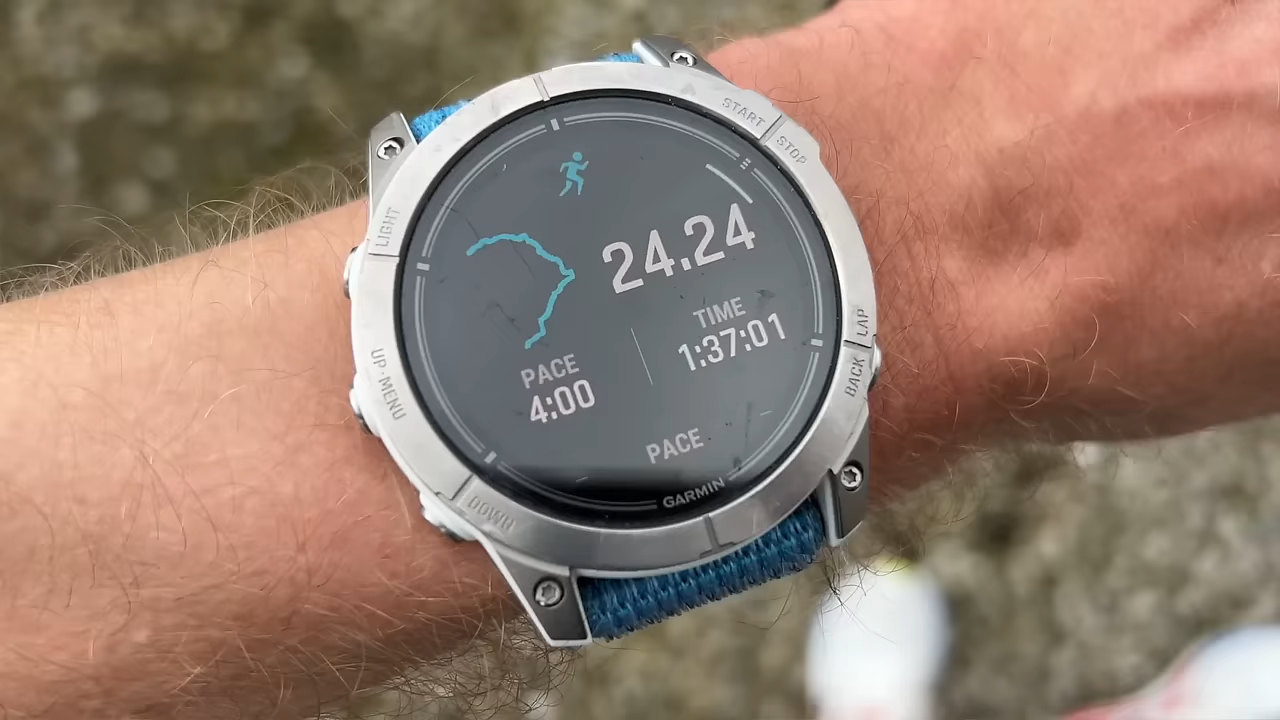 START
STOP
LIGHT
24.24
TIME
1:37:01
LAP
PACE
4:00
BACK
UP·MENU
PACE
GARMIN
DOWN